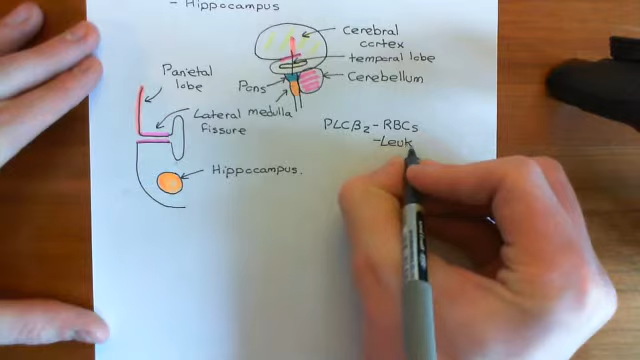 - Hippocampus
Cerebral
cortex
temporal lobe
Cerebellum
Pons
medulla
Parietal
lobe
Lateral
fissure
Hippocampus.
PLCβ2 - RBCs
- Leuk